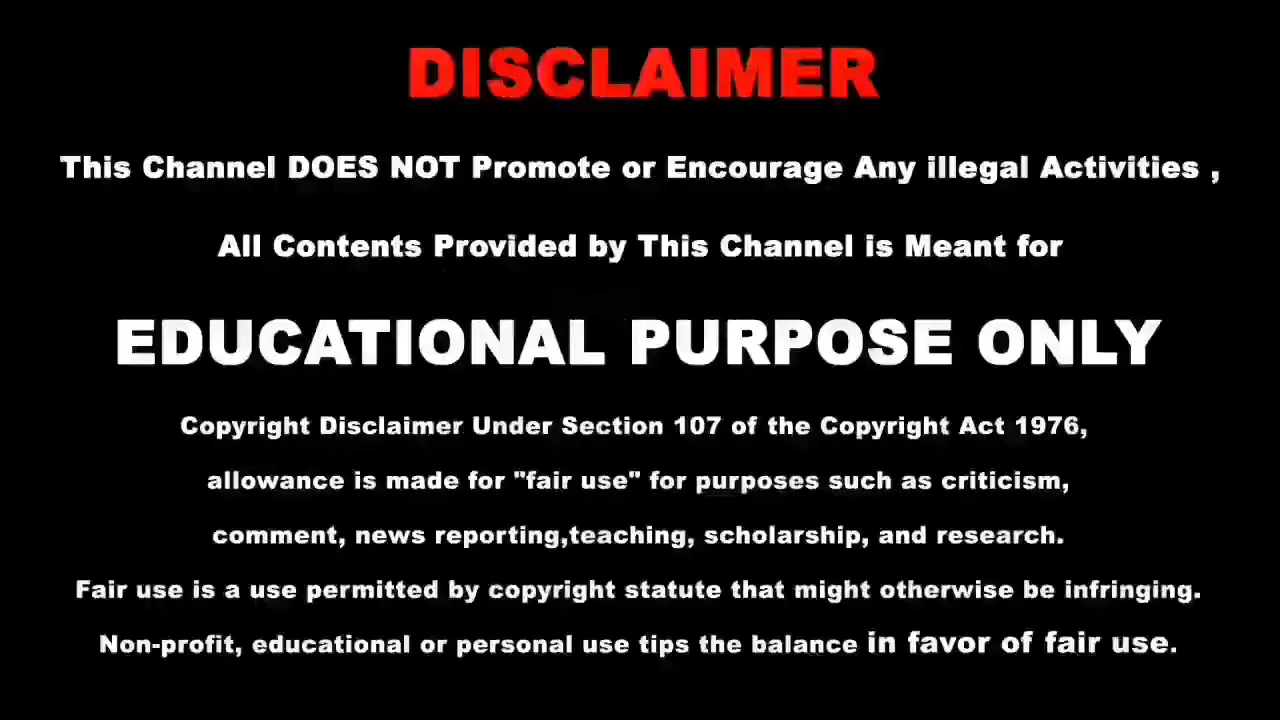 DISCLAIMER
This Channel DOES NOT Promote or Encourage Any illegal Activities ,
All Contents Provided by This Channel is Meant for
EDUCATIONAL PURPOSE ONLY
Copyright Disclaimer Under Section 107 of the Copyright Act 1976,
allowance is made for "fair use" for purposes such as criticism,
comment, news reporting,teaching, scholarship, and research.
Fair use is a use permitted by copyright statute that might otherwise be infringing.
Non-profit, educational or personal use tips the balance in favor of fair use.